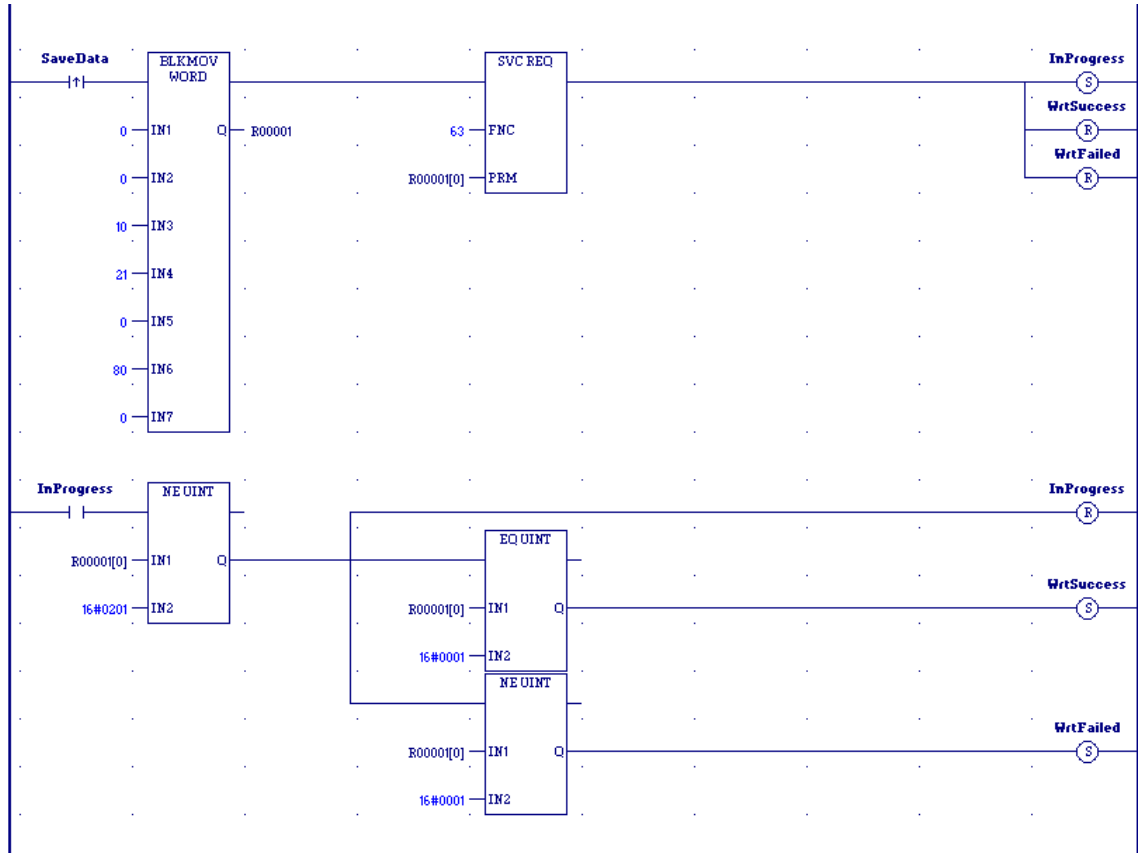 SaveData
BLKMOV
WORD
SVC REQ
InProgress
↑
S
WrtSuccess
0 IN1 Q R00001
63 FNC
R
WrtFailed
0 IN2
R00001[0] PRM
R
10 IN3
21 IN4
0 IN5
80 IN6
0 IN7
InProgress
NE UINT
InProgress
R
EQ UINT
R00001[0] IN1 Q
WrtSuccess
16#0201 IN2
R00001[0] IN1 Q
S
16#0001 IN2
NE UINT
WrtFailed
R00001[0] IN1 Q
S
16#0001 IN2